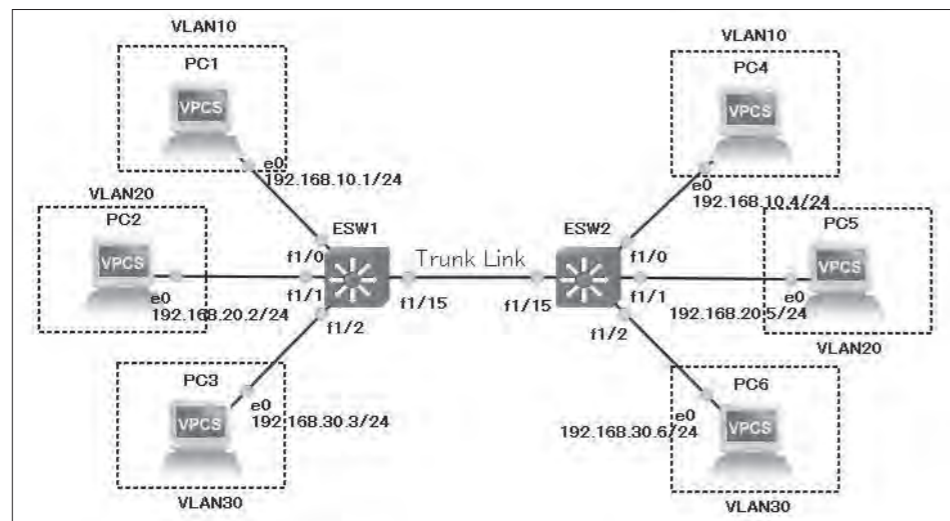 VLAN10
PC1
VPCS
e0
192.168.10.1/24
VLAN20
PC2
VPCS
e0
192.168.20.2/24
PC3
VPCS
e0
192.168.30.3/24
VLAN30
ESW1
f1/0
f1/1
f1/2
f1/15
Trunk Link
ESW2
f1/15
f1/0
f1/1
f1/2
VLAN10
PC4
VPCS
e0
192.168.10.4/24
PC5
VPCS
e0
192.168.20.5/24
VLAN20
PC6
VPCS
e0
192.168.30.6/24
VLAN30